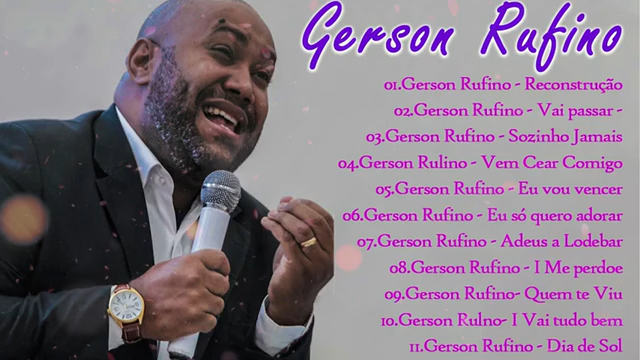 Gerson Rufino
01.Gerson Rufino - Reconstrução
02.Gerson Rufino - Vai passar -
03.Gerson Rufino - Sozinho Jamais
04.Gerson Rulino - Vem Cear Comigo
05.Gerson Rufino - Eu vou vencer
06.Gerson Rufino - Eu só quero adorar
07.Gerson Rufino - Adeus a Lodebar
08.Gerson Rufino - I Me perdoe
09.Gerson Rufino- Quem te Viu
10.Gerson Rulno- I Vai tudo bem
11.Gerson Rufino - Dia de Sol